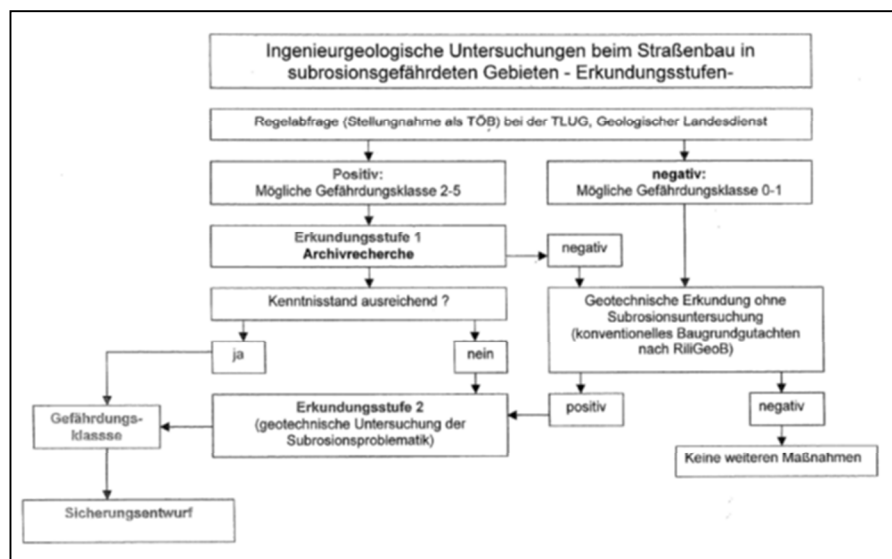 Ingenieurgeologische Untersuchungen beim Straßenbau in
subrosionsgefährdeten Gebieten - Erkundungsstufen-
Regelabfrage (Stellungnahme als TÖB) bei der TLUG, Geologischer Landesdienst
Positiv:
Mögliche Gefährdungsklasse 2-5
negativ:
Mögliche Gefährdungsklasse 0-1
Erkundungsstufe 1
Archivrecherche
negativ
Kenntnisstand ausreichend ?
Geotechnische Erkundung ohne
Subrosionsuntersuchung
(konventionelles Baugrundgutachten
nach RiliGeoB)
ja
nein
Erkundungsstufe 2
(geotechnische Untersuchung der
Subrosionsproblematik)
positiv
negativ
Gefährdungs-
klassse
Keine weiteren Maßnahmen
Sicherungsentwurf